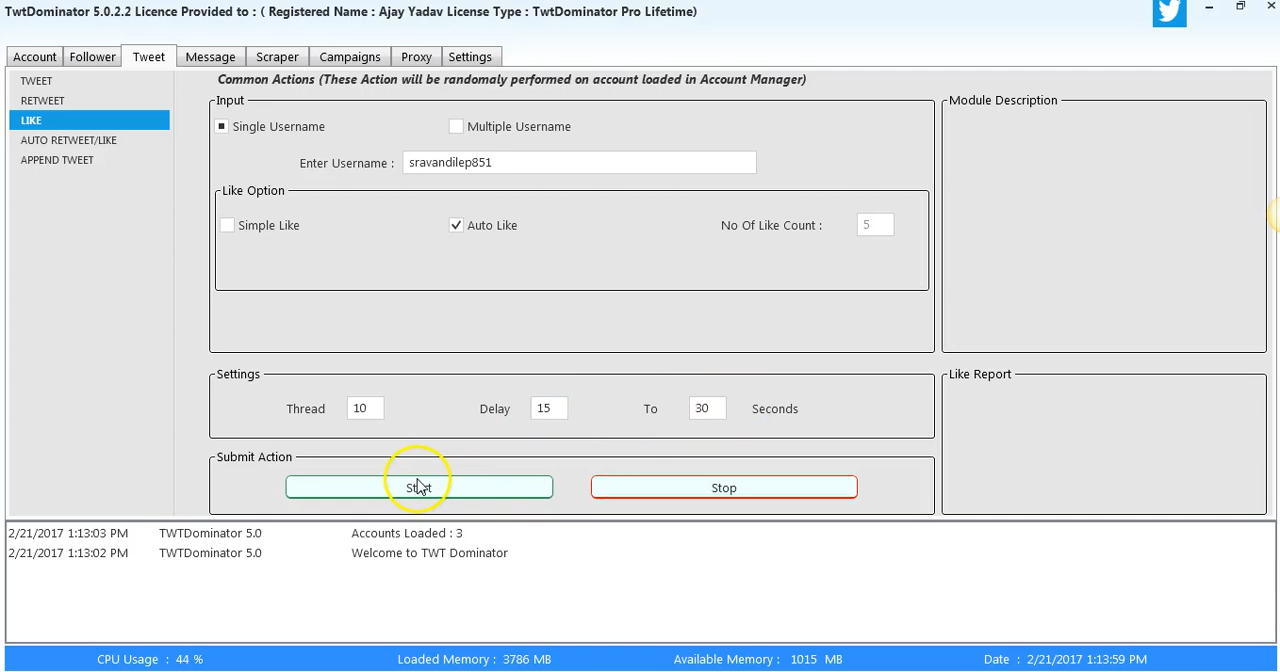 TwtDominator 5.0.2.2 Licence Provided to : ( Registered Name : Ajay Yadav License Type : TwtDominator Pro Lifetime)
Account Follower Tweet Message Scraper Campaigns Proxy Settings
TWEET
RETWEET
LIKE
AUTO RETWEET/LIKE
APPEND TWEET
Common Actions (These Action will be randomaly performed on account loaded in Account Manager)
Input
Single Username Multiple Username
Enter Username : sravandilep851
Like Option
Simple Like Auto Like No Of Like Count : 5
Module Description
Settings
Thread 10 Delay 15 To 30 Seconds
Like Report
Submit Action
Start Stop
2/21/2017 1:13:03 PM TWTDominator 5.0 Accounts Loaded : 3
2/21/2017 1:13:02 PM TWTDominator 5.0 Welcome to TWT Dominator
CPU Usage : 44 % Loaded Memory : 3786 MB Available Memory : 1015 MB Date : 2/21/2017 1:13:59 PM